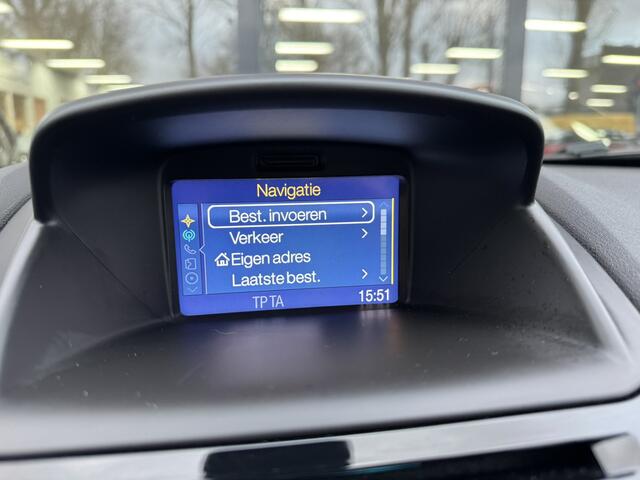 Navigatie
Best. invoeren
Verkeer
Eigen adres
Laatste best.
TP TA 15:51